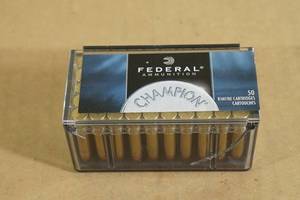 FEDERAL
AMMUNITION
CHAMPION
50
RIMFIRE CARTRIDGES
CARTOUCHES